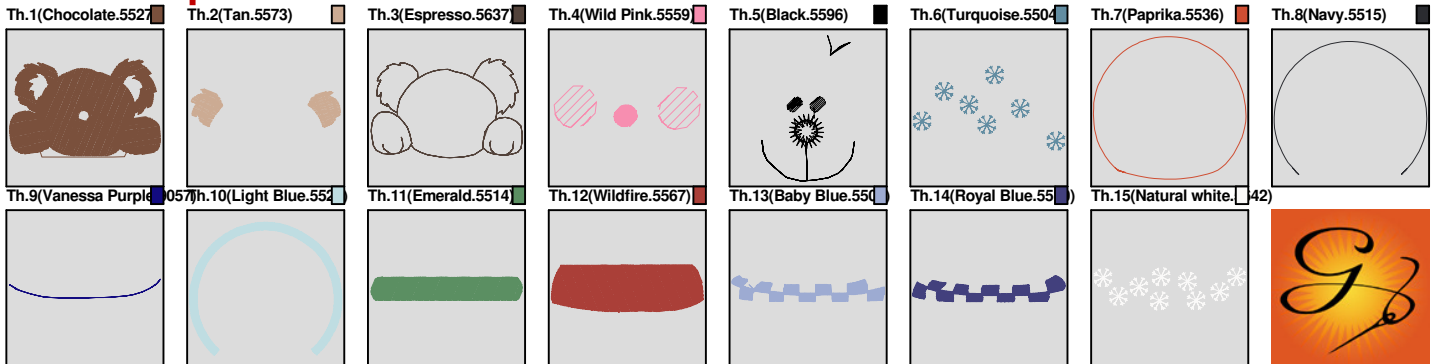 Th.1(Chocolate.5527 Th.2(Tan.5573) Th.3(Espresso.5637) Th.4(Wild Pink.5559) Th.5(Black.5596) Th.6(Turquoise.5504 Th.7(Paprika.5536) Th.8(Navy.5515)
Th.9(Vanessa Purple. Th.10(Light Blue.552 Th.11(Emerald.5514) Th.12(Wildfire.5567) Th.13(Baby Blue.550 Th.14(Royal Blue.55 Th.15(Natural white.